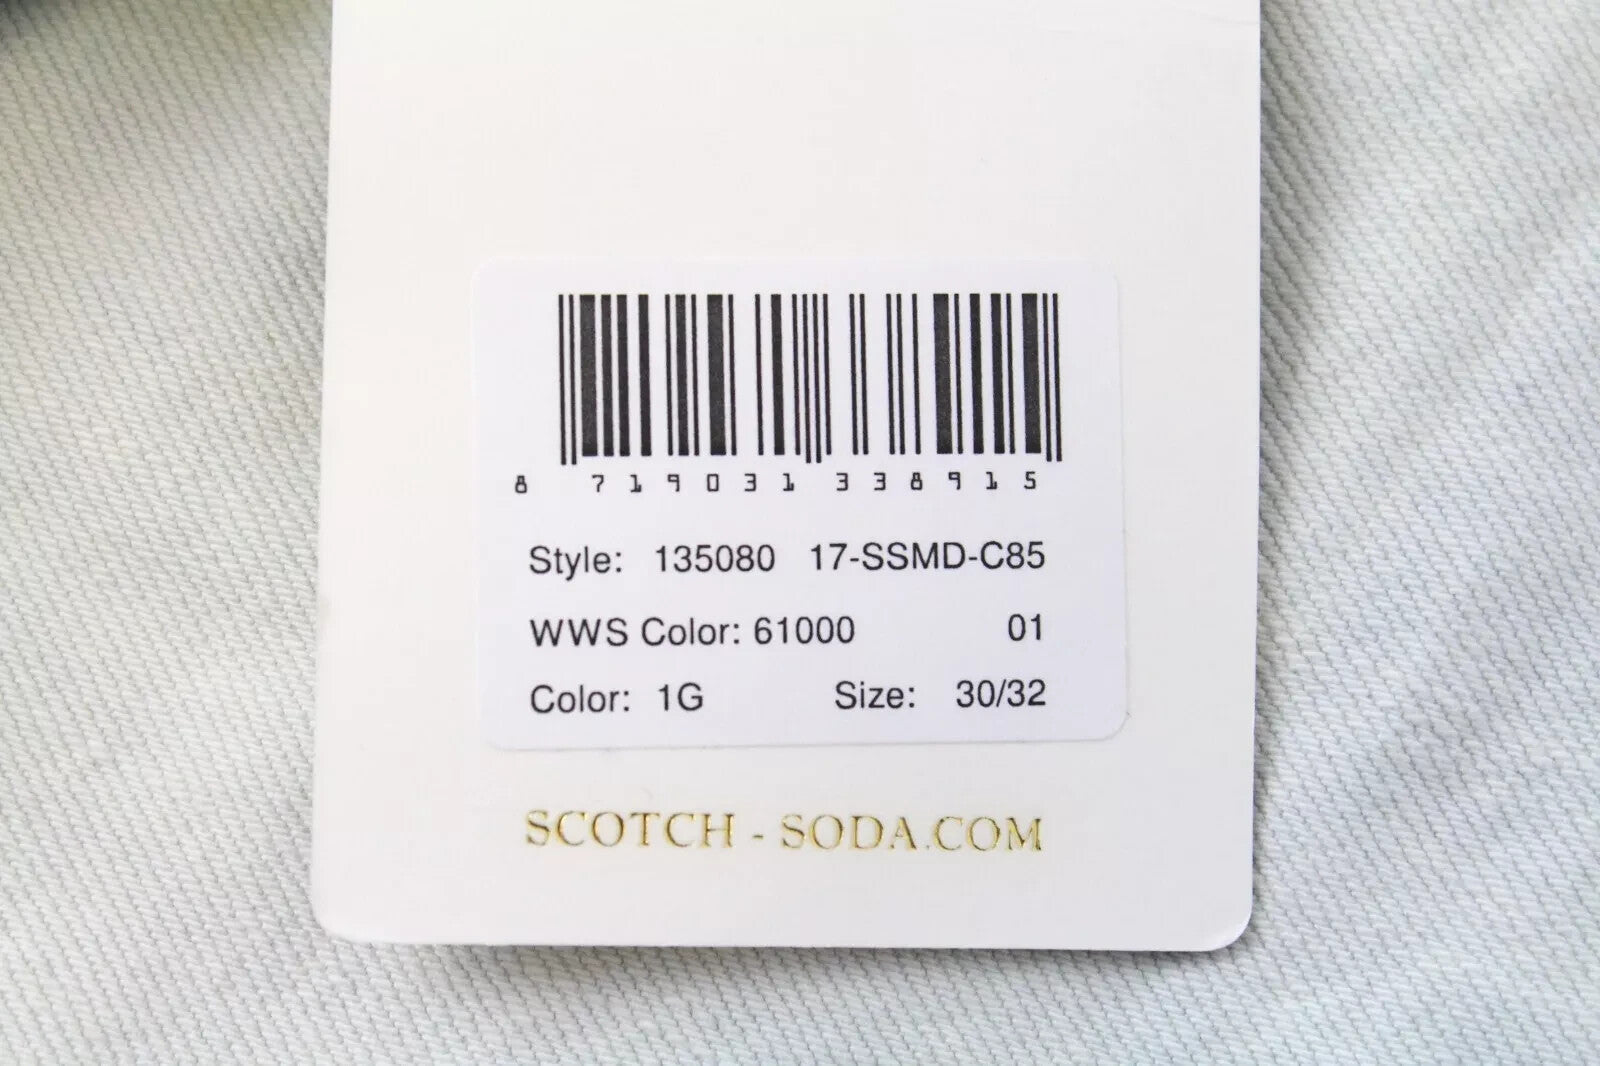 8 719031 338915
Style: 135080 17-SSMD-C85
WWS Color: 61000 01
Color: 1G Size: 30/32
SCOTCH - SODA.COM